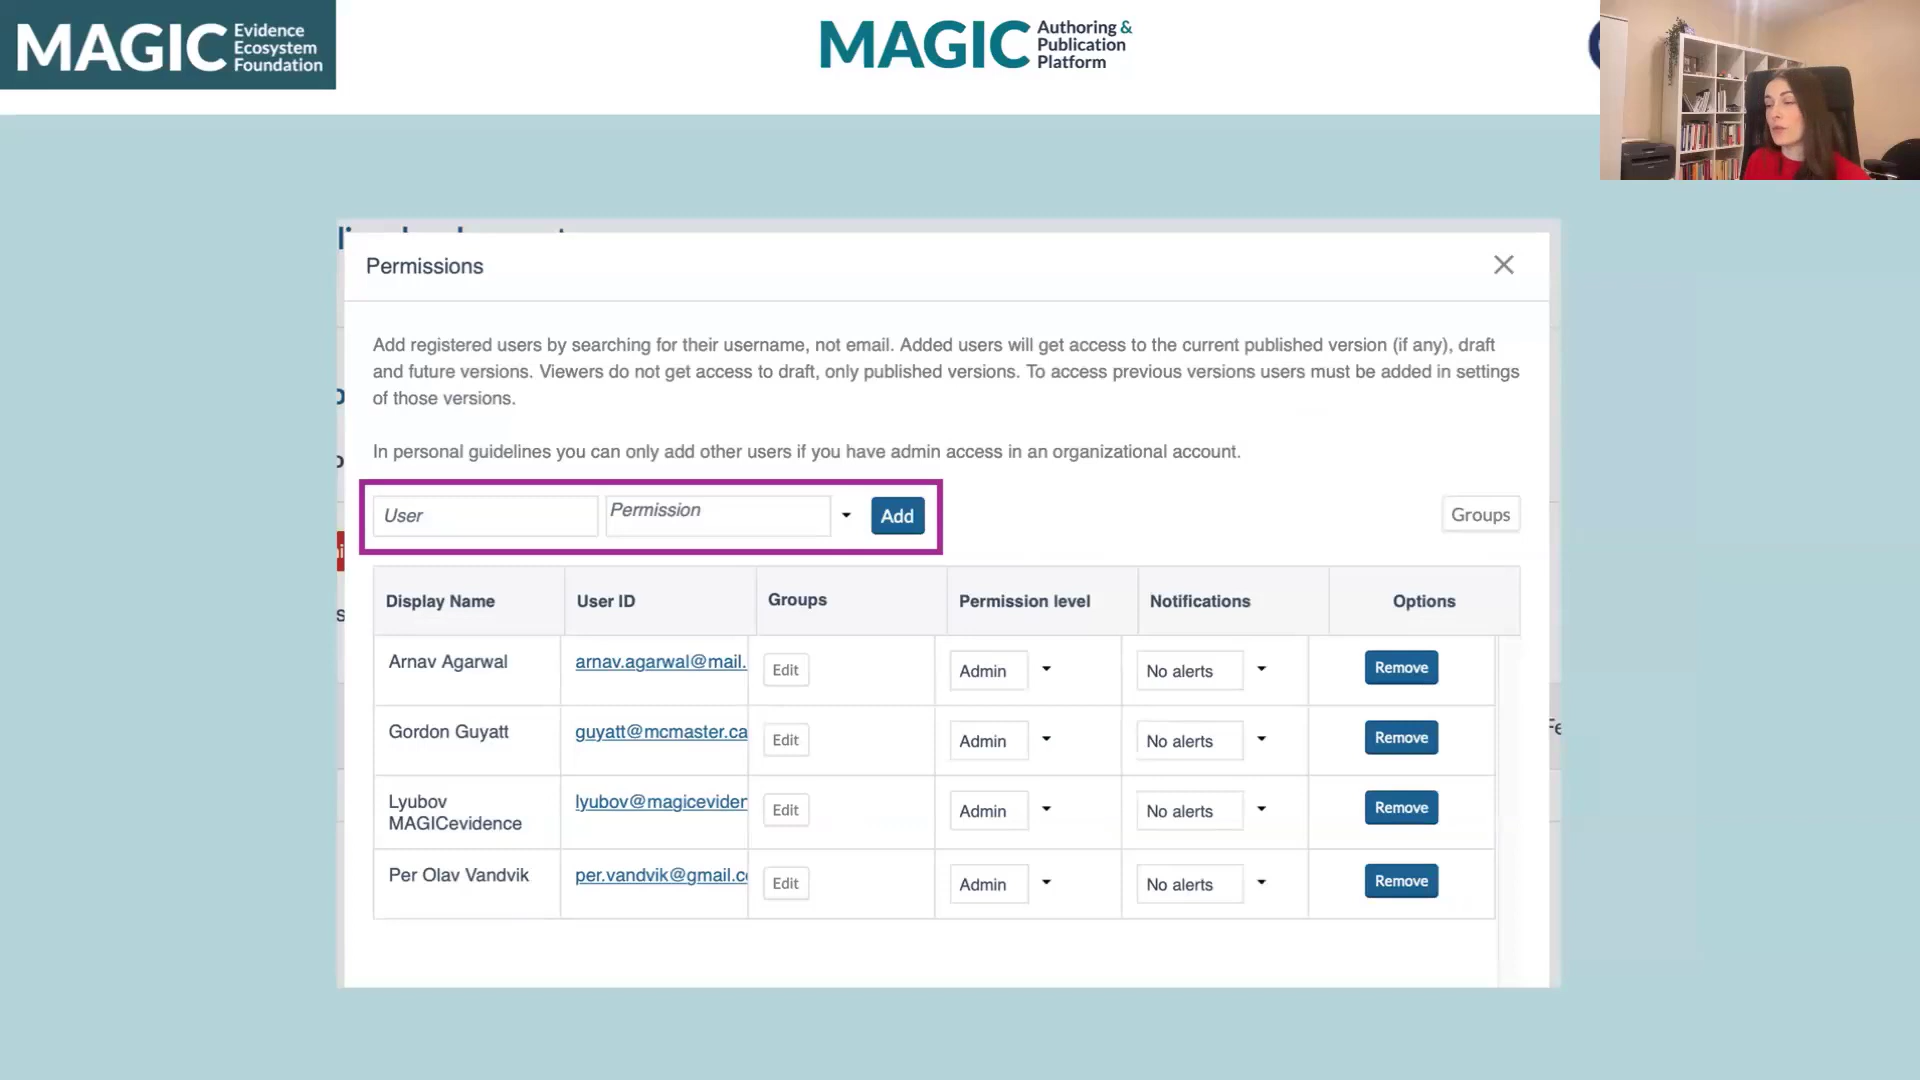 MAGIC Evidence
Ecosystem
Foundation
MAGIC Authoring &
Publication
Platform
Permissions
Add registered users by searching for their username, not email. Added users will get access to the current published version (if any), draft
and future versions. Viewers do not get access to draft, only published versions. To access previous versions users must be added in settings
of those versions.
In personal guidelines you can only add other users if you have admin access in an organizational account.
User Permission Add Groups
Display Name User ID Groups Permission level Notifications Options
Arnav Agarwal arnav.agarwal@mail. Edit Admin No alerts Remove
Gordon Guyatt guyatt@mcmaster.ca Edit Admin No alerts Remove
Lyubov
MAGICevidence lyubov@magiceviden Edit Admin No alerts Remove
Per Olav Vandvik per.vandvik@gmail.c Edit Admin No alerts Remove